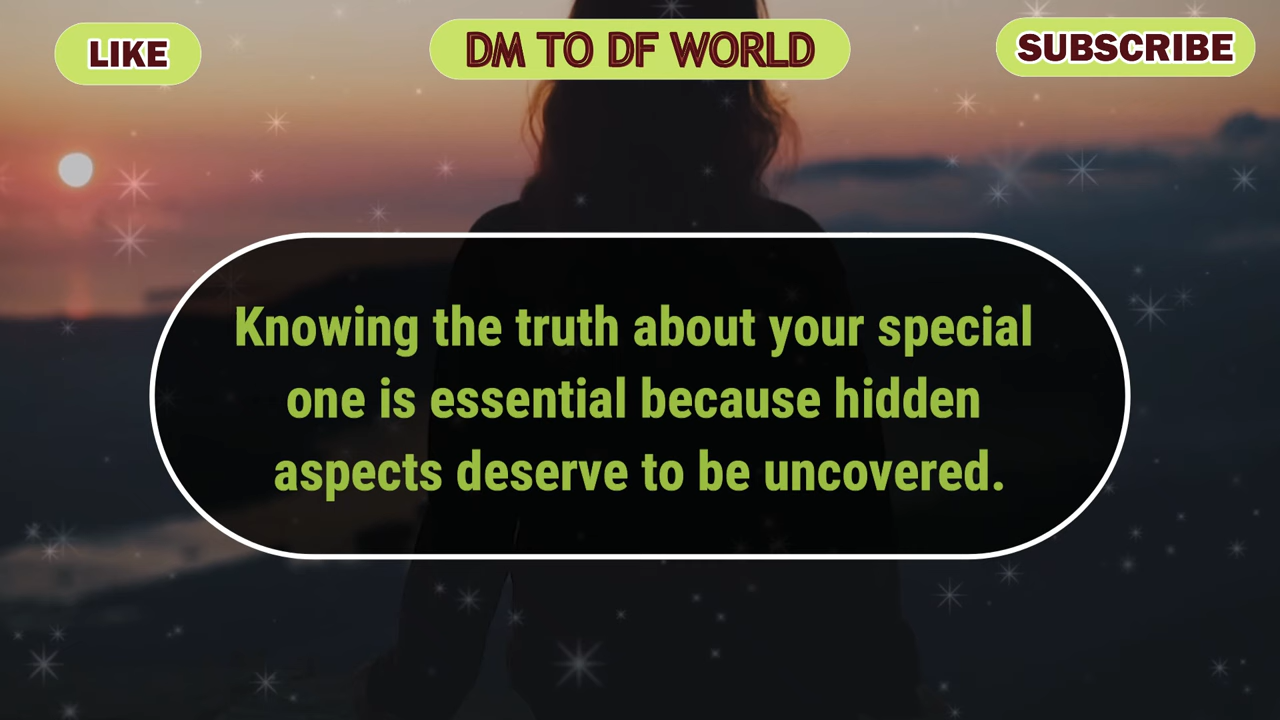 LIKE
DM TO DF WORLD
SUBSCRIBE
Knowing the truth about your special
one is essential because hidden
aspects deserve to be uncovered.